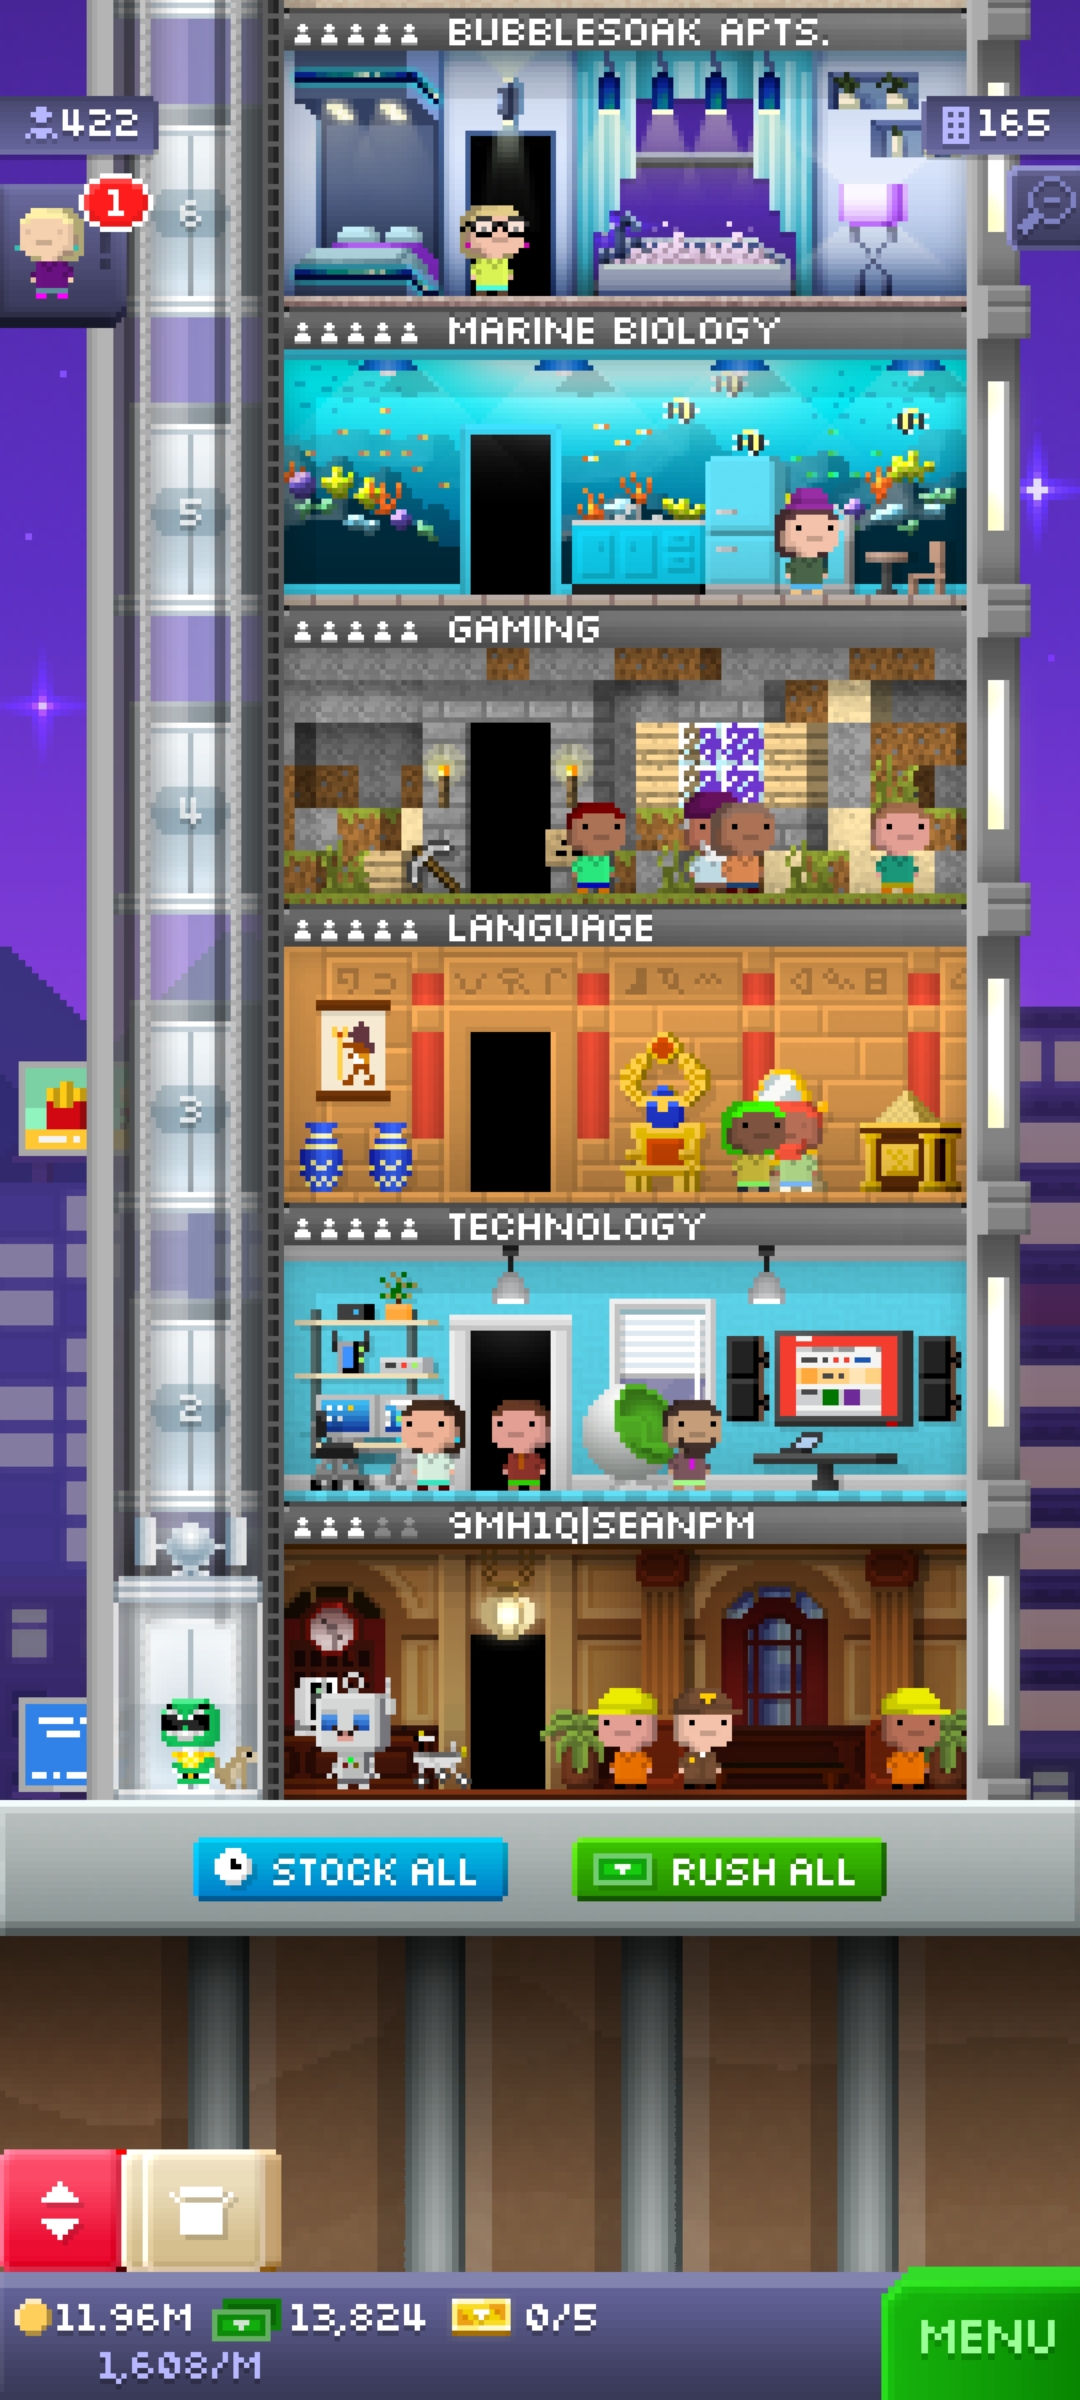 BUBBLESOAK APTS.
422
165
1
6
MARINE BIOLOGY
5
GAMING
4
LANGUAGE
3
TECHNOLOGY
2
9MH1Q|SEANPM
STOCK ALL
RUSH ALL
11.96M
13,824
0/5
1,608/M
MENU